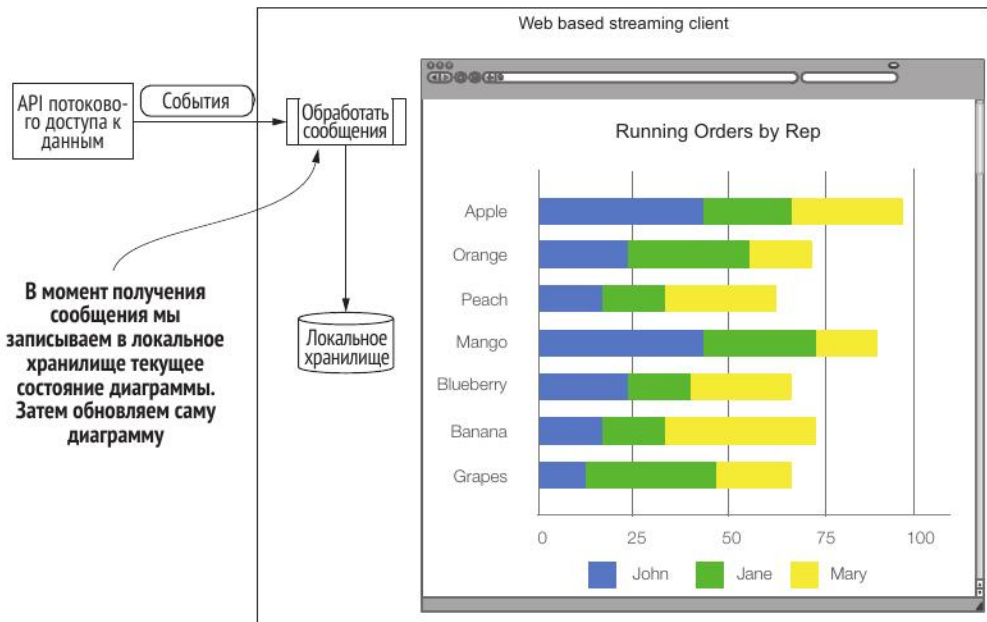 Web based streaming client
API потоково-
го доступа к
данным
События
Обработать
сообщения
В момент получения
сообщения мы
записываем в локальное
хранилище текущее
состояние диаграммы.
Затем обновляем саму
диаграмму
Локальное
хранилище
Running Orders by Rep
Apple
Orange
Peach
Mango
Blueberry
Banana
Grapes
0 25 50 75 100
John Jane Mary